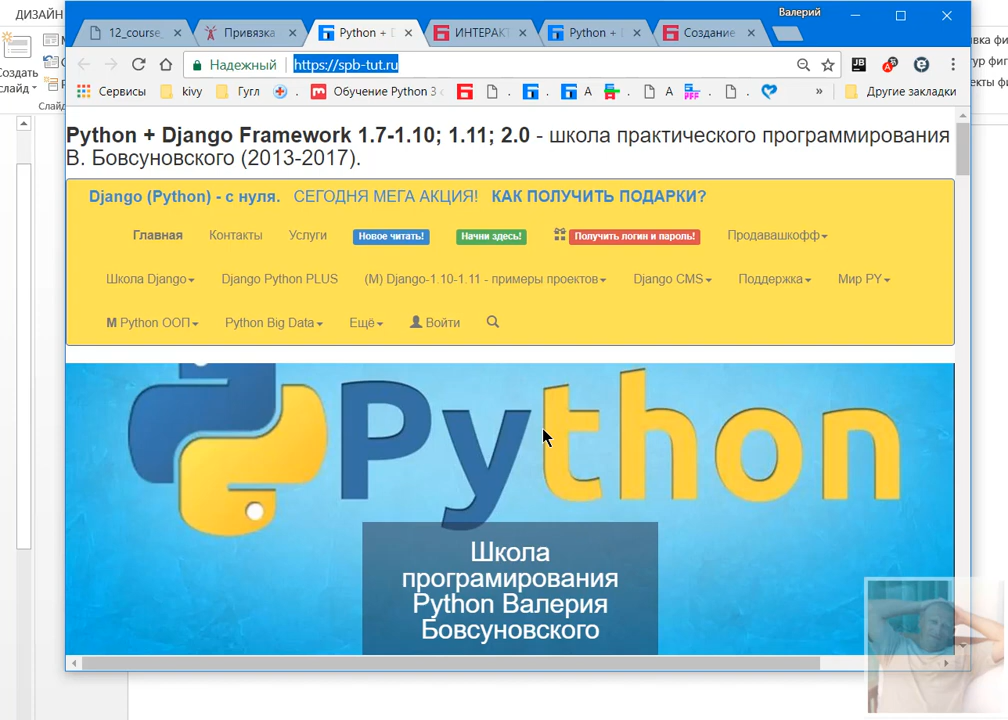 ДИЗАЙН
Валерий
12_course_
Привязка
Python + D
ИНТЕРАКТ
Python + D
Создание
Создать
слайд
Слайд
Надежный
https://spb-tut.ru
Сервисы
kivy
Гугл
Обучение Python 3
А
А
Другие закладки
Python + Django Framework 1.7-1.10; 1.11; 2.0 - школа практического программирования
В. Бовсуновского (2013-2017).
Django (Python) - с нуля. СЕГОДНЯ МЕГА АКЦИЯ! КАК ПОЛУЧИТЬ ПОДАРКИ?
Главная Контакты Услуги Новое читать! Начни здесь! Получить логин и пароль! Продавашкофф
Школа Django Django Python PLUS (М) Django-1.10-1.11 - примеры проектов Django CMS Поддержка Мир PY
М Python ООП Python Big Data Ещё Войти
Python
Школа
програмирования
Python Валерия
Бовсуновского